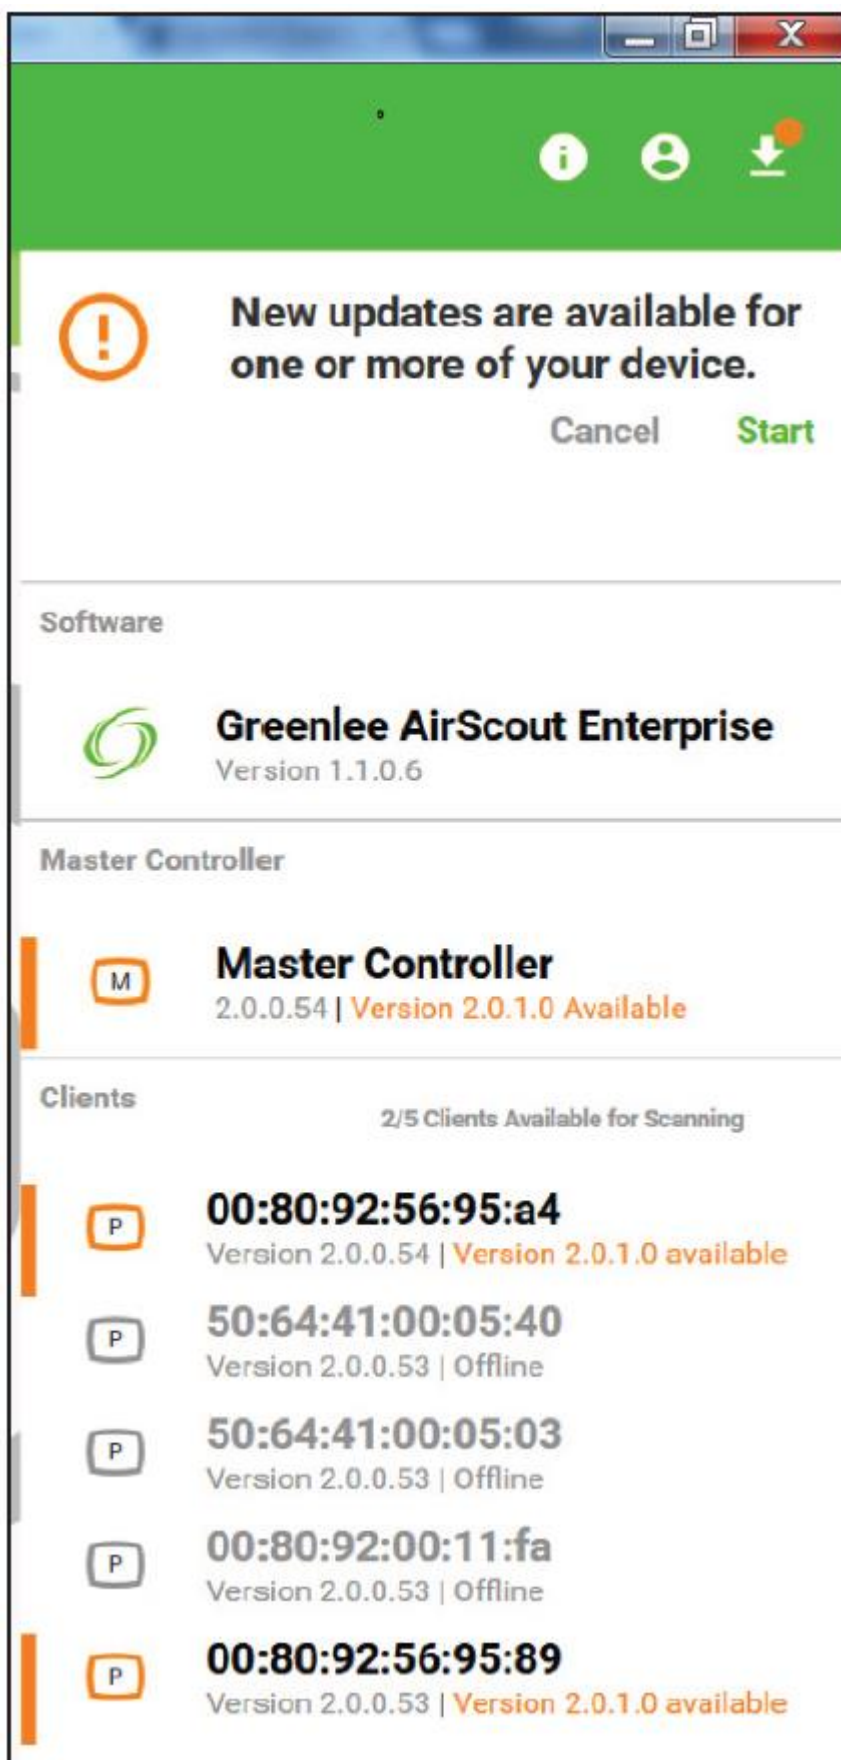 New updates are available for
one or more of your device.
Cancel Start
Software
Greenlee AirScout Enterprise
Version 1.1.0.6
Master Controller
M
Master Controller
2.0.0.54 | Version 2.0.1.0 Available
Clients
2/5 Clients Available for Scanning
P
00:80:92:56:95:a4
Version 2.0.0.54 | Version 2.0.1.0 available
P
50:64:41:00:05:40
Version 2.0.0.53 | Offline
P
50:64:41:00:05:03
Version 2.0.0.53 | Offline
P
00:80:92:00:11:fa
Version 2.0.0.53 | Offline
P
00:80:92:56:95:89
Version 2.0.0.53 | Version 2.0.1.0 available